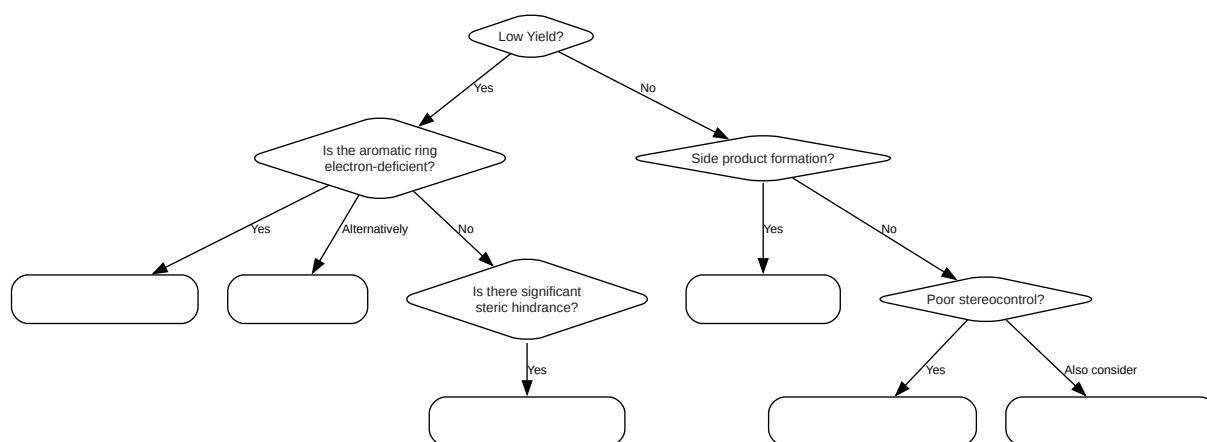 Low Yield?
Yes
No
Is the aromatic ring
electron-deficient?
Side product formation?
Yes
Alternatively
No
Yes
No
Is there significant
steric hindrance?
Poor stereocontrol?
Yes
Yes
Also consider